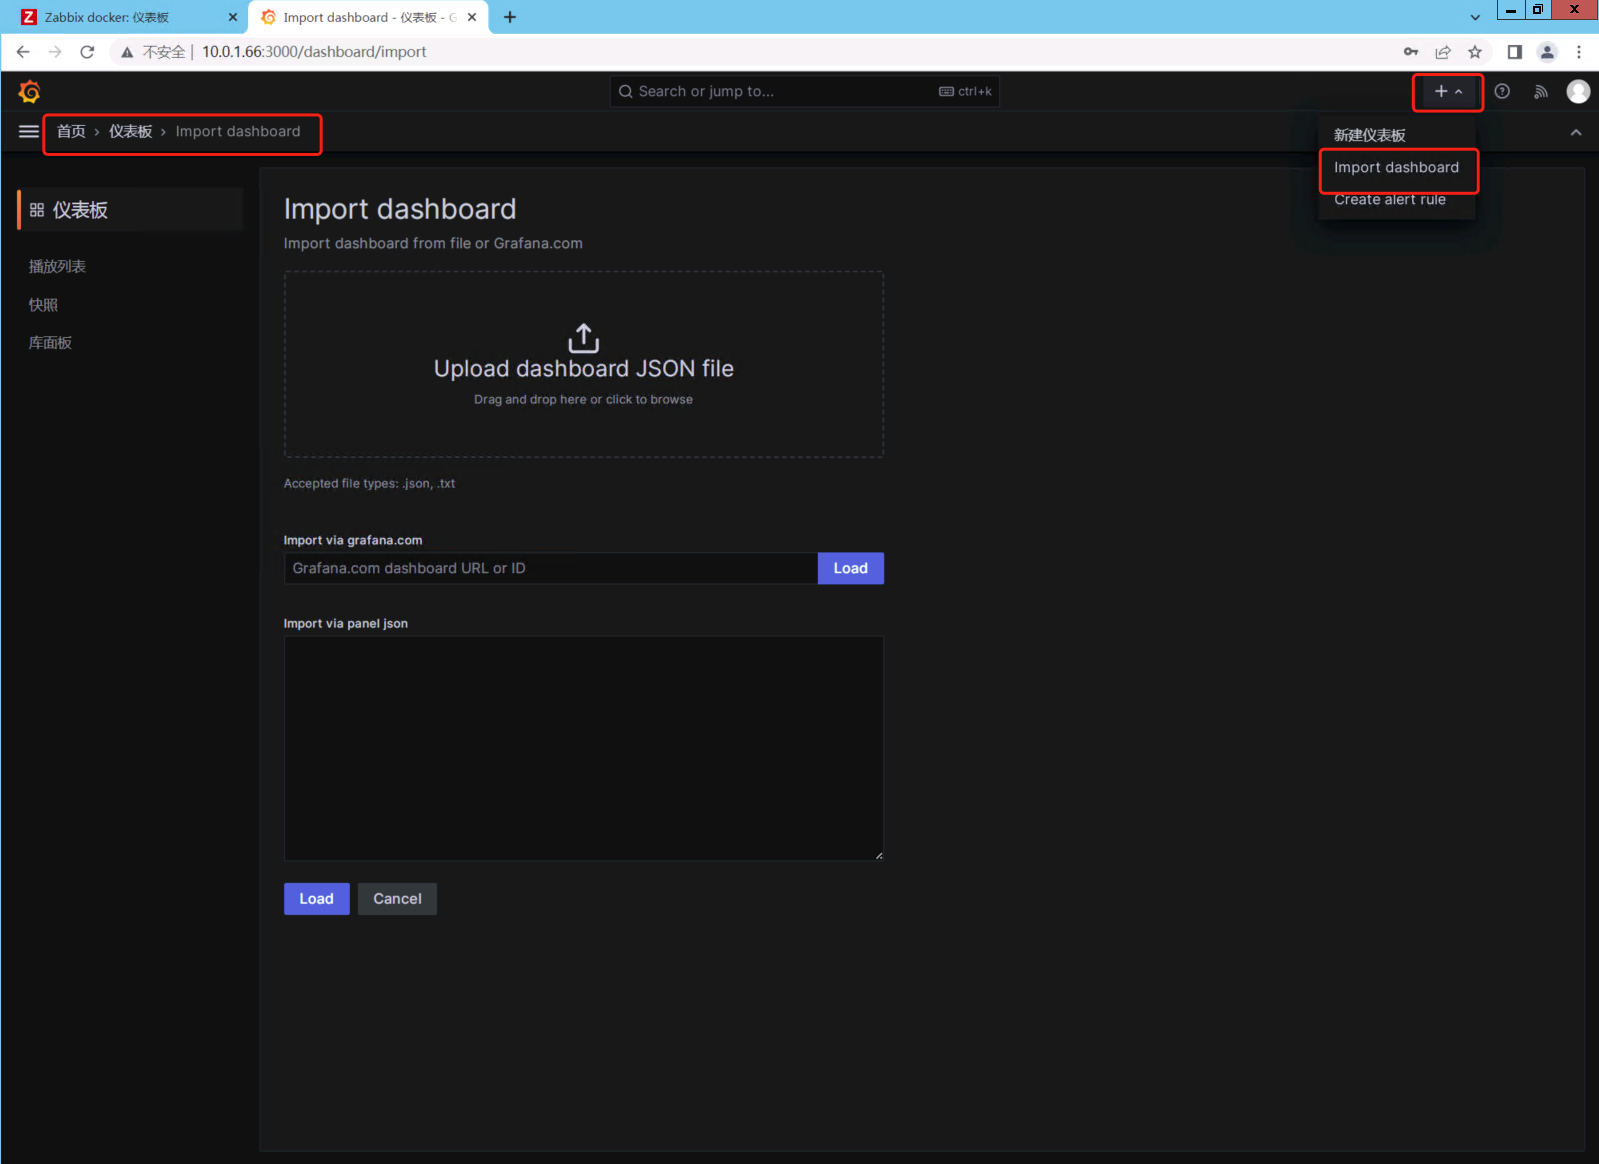 Z Zabbix docker: 仪表板
Import dashboard - 仪表板 - G
不安全 | 10.0.1.66:3000/dashboard/import
Search or jump to...
ctrl+k
首页 › 仪表板 › Import dashboard
新建仪表板
Import dashboard
Create alert rule
仪表板
播放列表
快照
库面板
Import dashboard
Import dashboard from file or Grafana.com
Upload dashboard JSON file
Drag and drop here or click to browse
Accepted file types: .json, .txt
Import via grafana.com
Grafana.com dashboard URL or ID
Load
Import via panel json
Load
Cancel